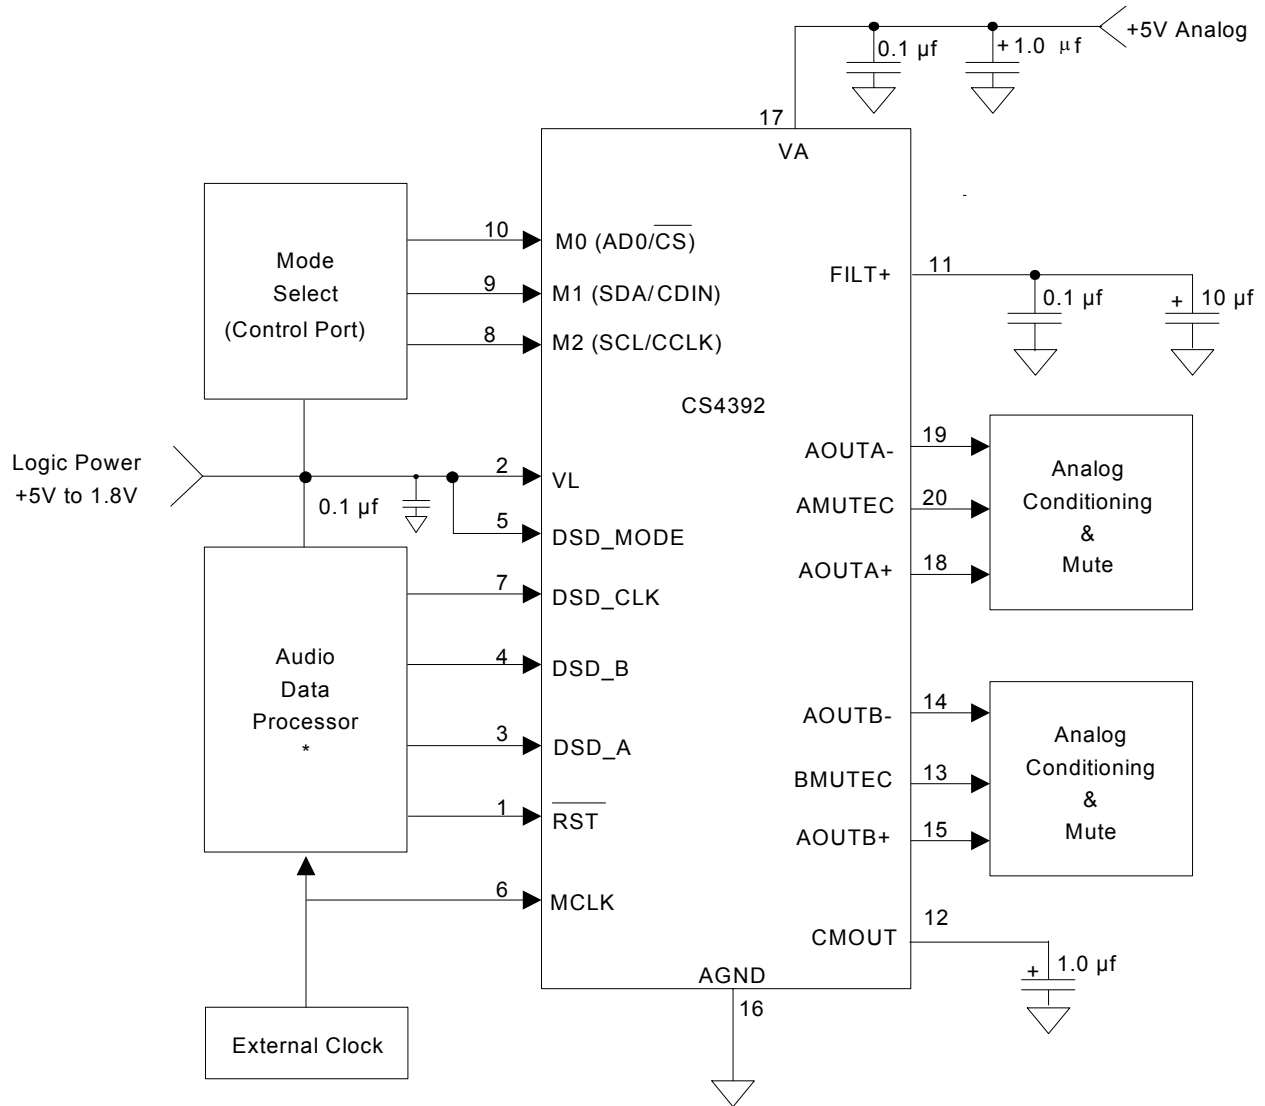 +5V Analog
0.1 µf
+ 1.0 µf
17
VA
Mode
Select
(Control Port)
10
M0 (AD0/CS)
9
M1 (SDA/CDIN)
8
M2 (SCL/CCLK)
FILT+
11
0.1 µf
+ 10 µf
CS4392
Logic Power
+5V to 1.8V
0.1 µf
2
VL
5
DSD_MODE
7
DSD_CLK
4
DSD_B
3
DSD_A
1
RST
6
MCLK
Audio
Data
Processor
*
External Clock
AOUTA-
19
AMUTEC
20
AOUTA+
18
Analog
Conditioning
&
Mute
AOUTB-
14
BMUTEC
13
AOUTB+
15
Analog
Conditioning
&
Mute
CMOUT
12
+ 1.0 µf
AGND
16